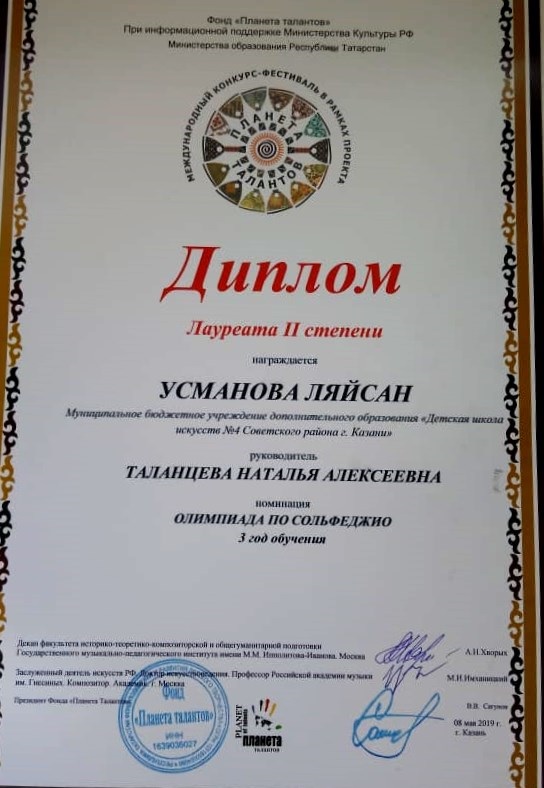 Фонд «Планета талантов»
При информационной поддержке Министерства Культуры РФ
Министерства образования Республики Татарстан
МЕЖДУНАРОДНЫЙ КОНКУРС-ФЕСТИВАЛЬ В РАМКАХ ПРОЕКТА
ПЛАНЕТА
ТАЛАНТОВ
Диплом
Лауреата II степени
награждается
УСМАНОВА ЛЯЙСАН
Муниципальное бюджетное учреждение дополнительного образования «Детская школа
искусств №4 Советского района г. Казани»
руководитель
ТАЛАНЦЕВА НАТАЛЬЯ АЛЕКСЕЕВНА
номинация
ОЛИМПИАДА ПО СОЛЬФЕДЖИО
3 год обучения
Декан факультета историко-теоретико-композиторской и общегуманитарной подготовки
Государственного музыкально-педагогического института имени М.М. Ипполитова-Иванова. Москва
А.Н.Хворых
Заслуженный деятель искусств РФ. Доктор искусствоведения. Профессор Российской академии музыки
им. Гнесиных. Композитор. Академик. г. Москва
М.И.Имханицкий
Президент Фонда «Планета Талантов»
В.В. Сагунов
Фонд
«Планета талантов»
ИНН
1639036027
PLANET
OF TALENT
планета
талантов
08 мая 2019 г.
г. Казань